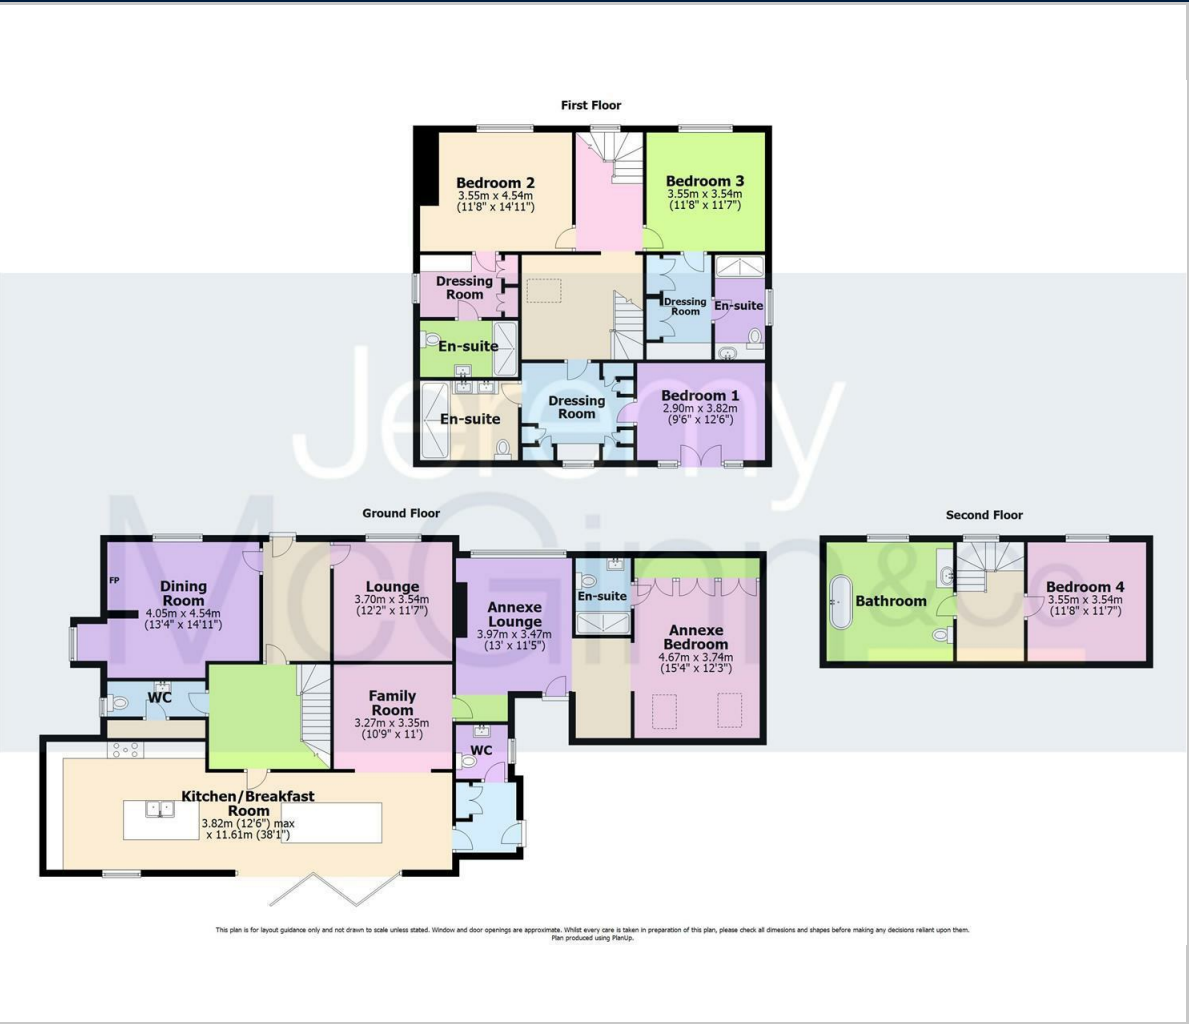 First Floor
Bedroom 2
3.55m x 4.54m
(11'8" x 14'11")
Bedroom 3
3.55m x 3.54m
(11'8" x 11'7")
Dressing
Room
Dressing
Room
En-suite
En-suite
En-suite
Dressing
Room
Bedroom 1
2.90m x 3.82m
(9'6" x 12'6")
Jeremy
McGinn & Co
Ground Floor
FP
Dining
Room
4.05m x 4.54m
(13'4" x 14'11")
Lounge
3.70m x 3.54m
(12'2" x 11'7")
Annexe
Lounge
3.97m x 3.47m
(13' x 11'5")
En-suite
Annexe
Bedroom
4.67m x 3.74m
(15'4" x 12'3")
WC
Family
Room
3.27m x 3.35m
(10'9" x 11')
WC
Kitchen/Breakfast
Room
3.82m (12'6") max
x 11.61m (38'1")
Second Floor
Bathroom
Bedroom 4
3.55m x 3.54m
(11'8" x 11'7")
This plan is for layout guidance only and not drawn to scale unless stated. Window and door openings are approximate. Whilst every care is taken in preparation of this plan, please check all dimesions and shapes before making any decisions reliant upon them.
Plan produced using PlanUp.